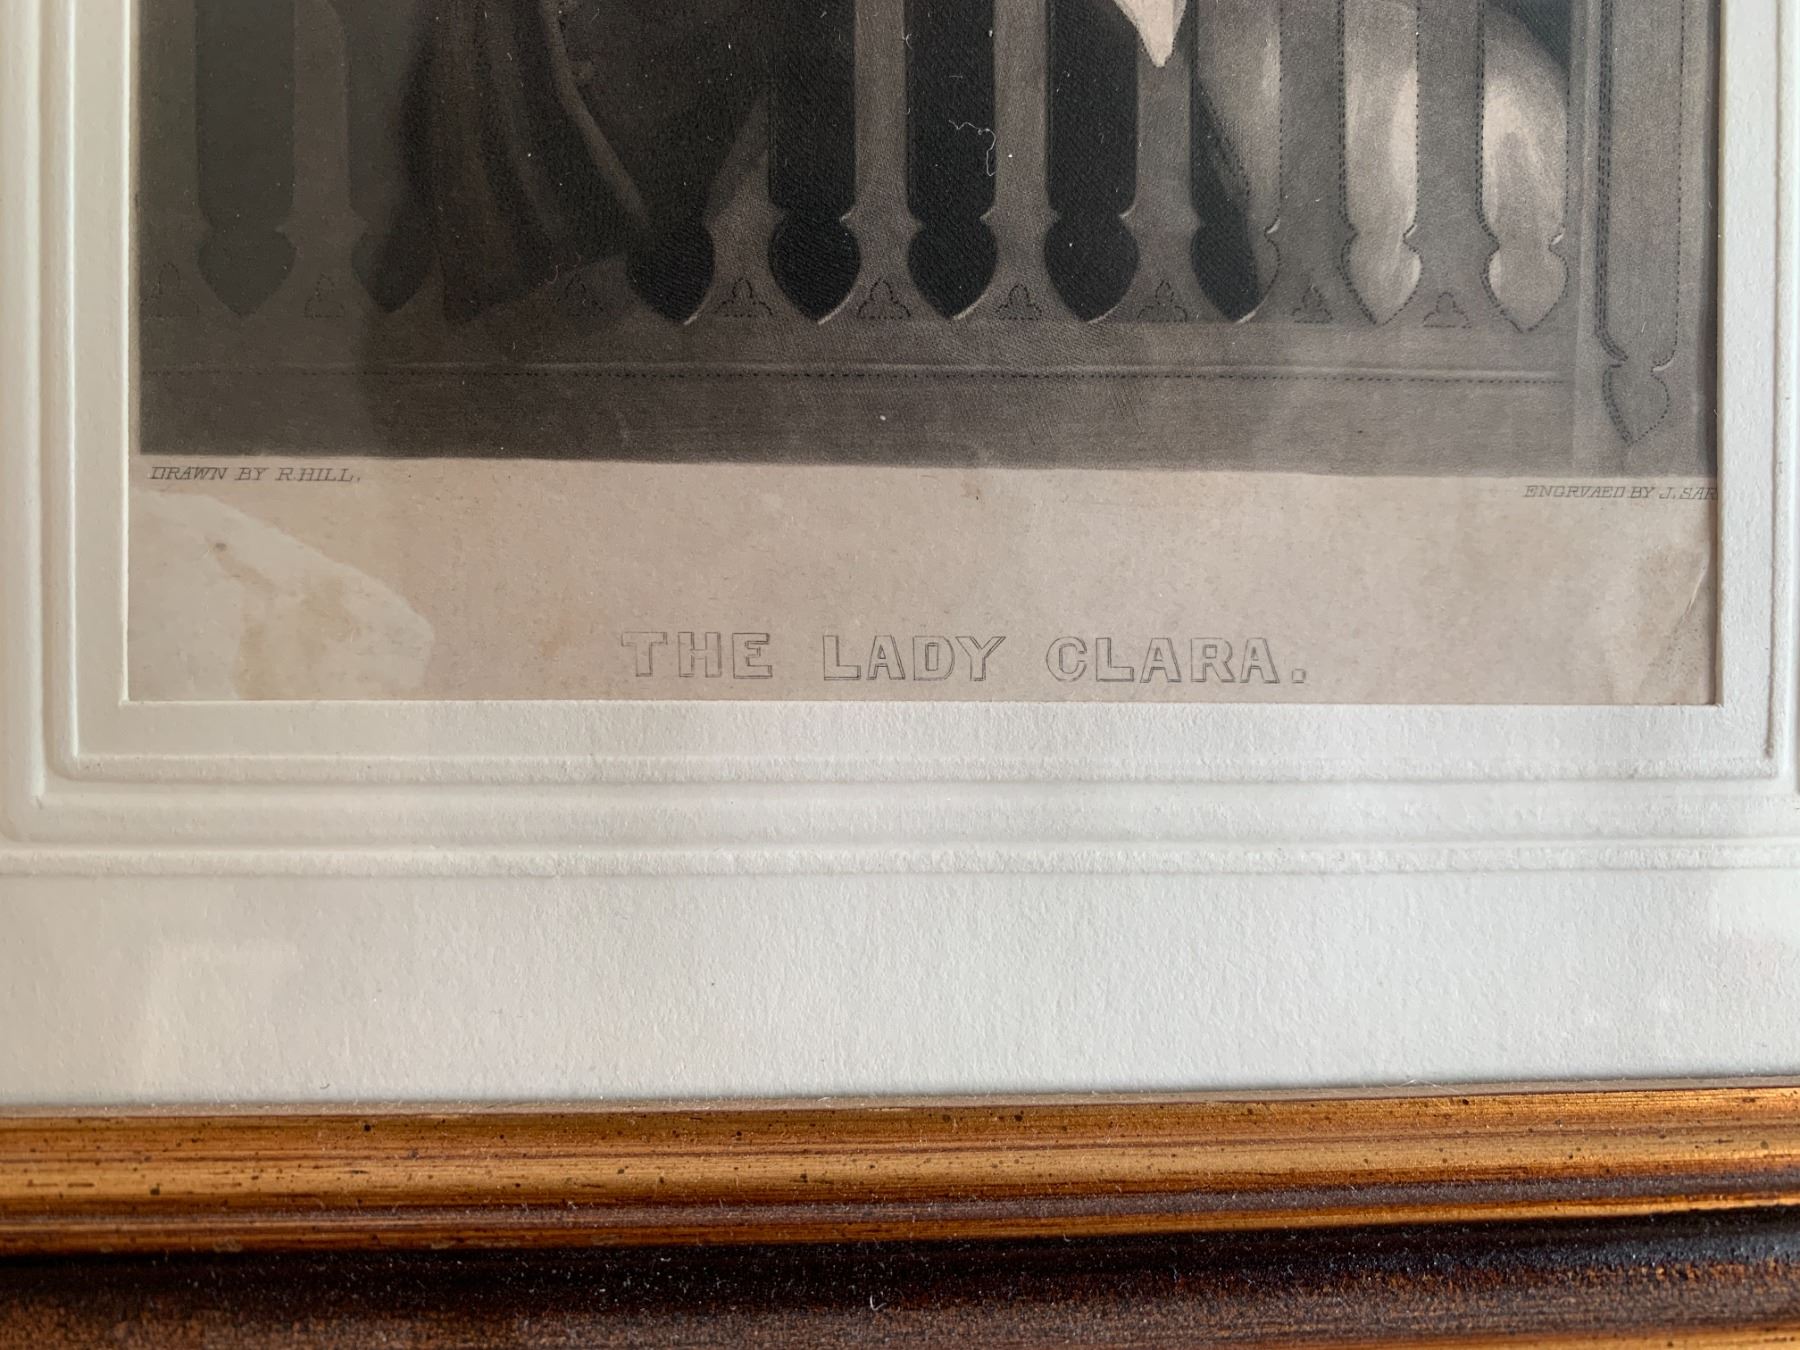 DRAWN BY R. HILL.
ENGRVAED BY J. SAR
THE LADY CLARA.